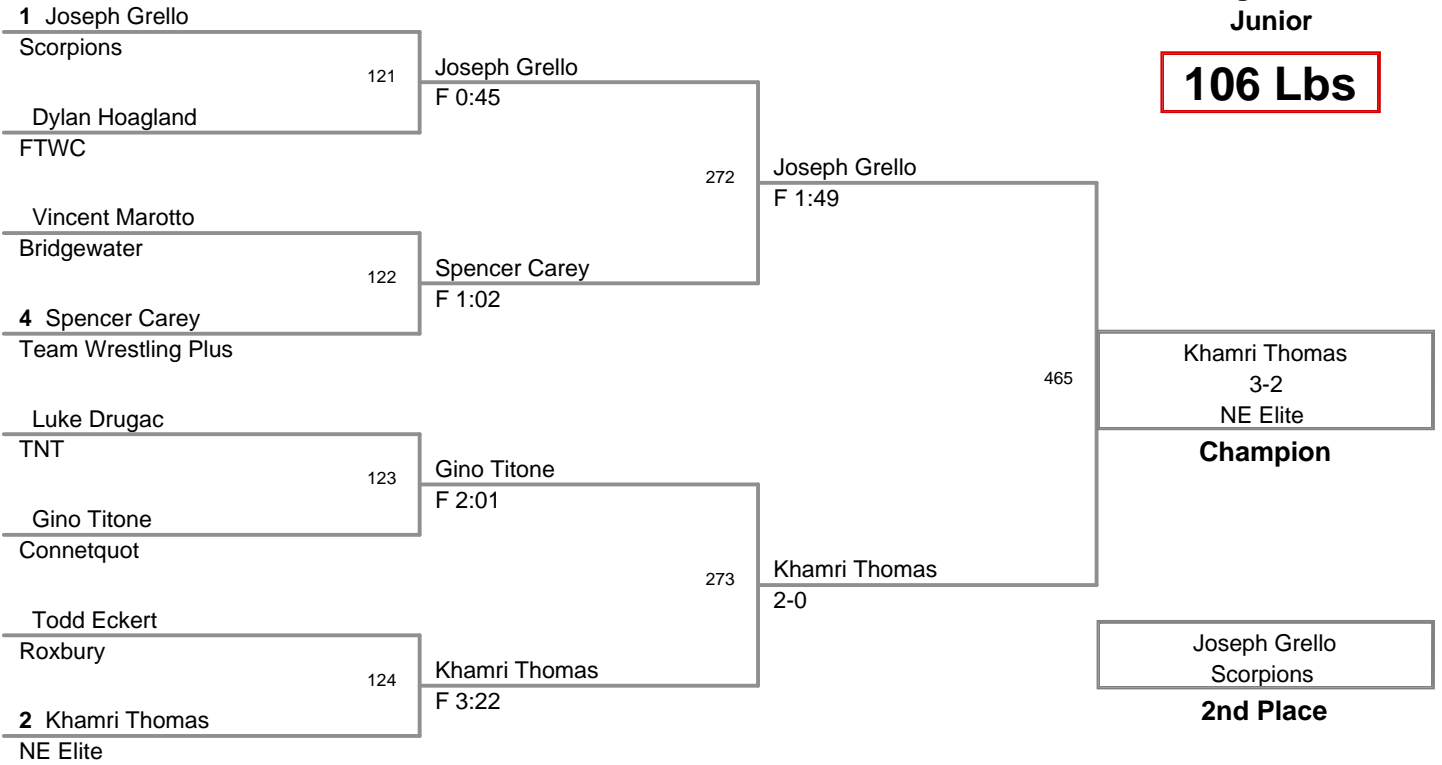 Junior
106 Lbs
1 Joseph Grello
Scorpions
121
Dylan Hoagland
FTWC
Joseph Grello
F 0:45
Vincent Marotto
Bridgewater
122
4 Spencer Carey
Team Wrestling Plus
Spencer Carey
F 1:02
272
Joseph Grello
F 1:49
Luke Drugac
TNT
123
Gino Titone
Connetquot
Gino Titone
F 2:01
Todd Eckert
Roxbury
124
2 Khamri Thomas
NE Elite
Khamri Thomas
F 3:22
273
Khamri Thomas
2-0
465
Khamri Thomas
3-2
NE Elite
Champion
Joseph Grello
Scorpions
2nd Place